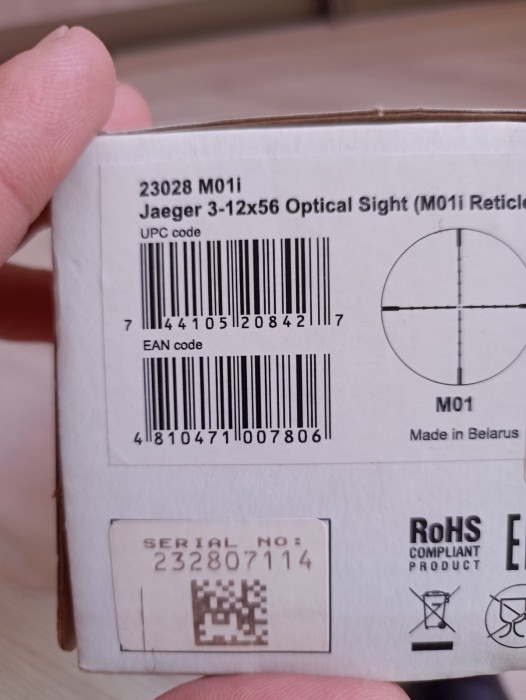 23028 M01i
Jaeger 3-12x56 Optical Sight (M01i Reticle
UPC code
7 44105 20842 7
EAN code
4 810471 007806
M01
Made in Belarus
SERIAL NO:
232807114
RoHS
COMPLIANT
PRODUCT